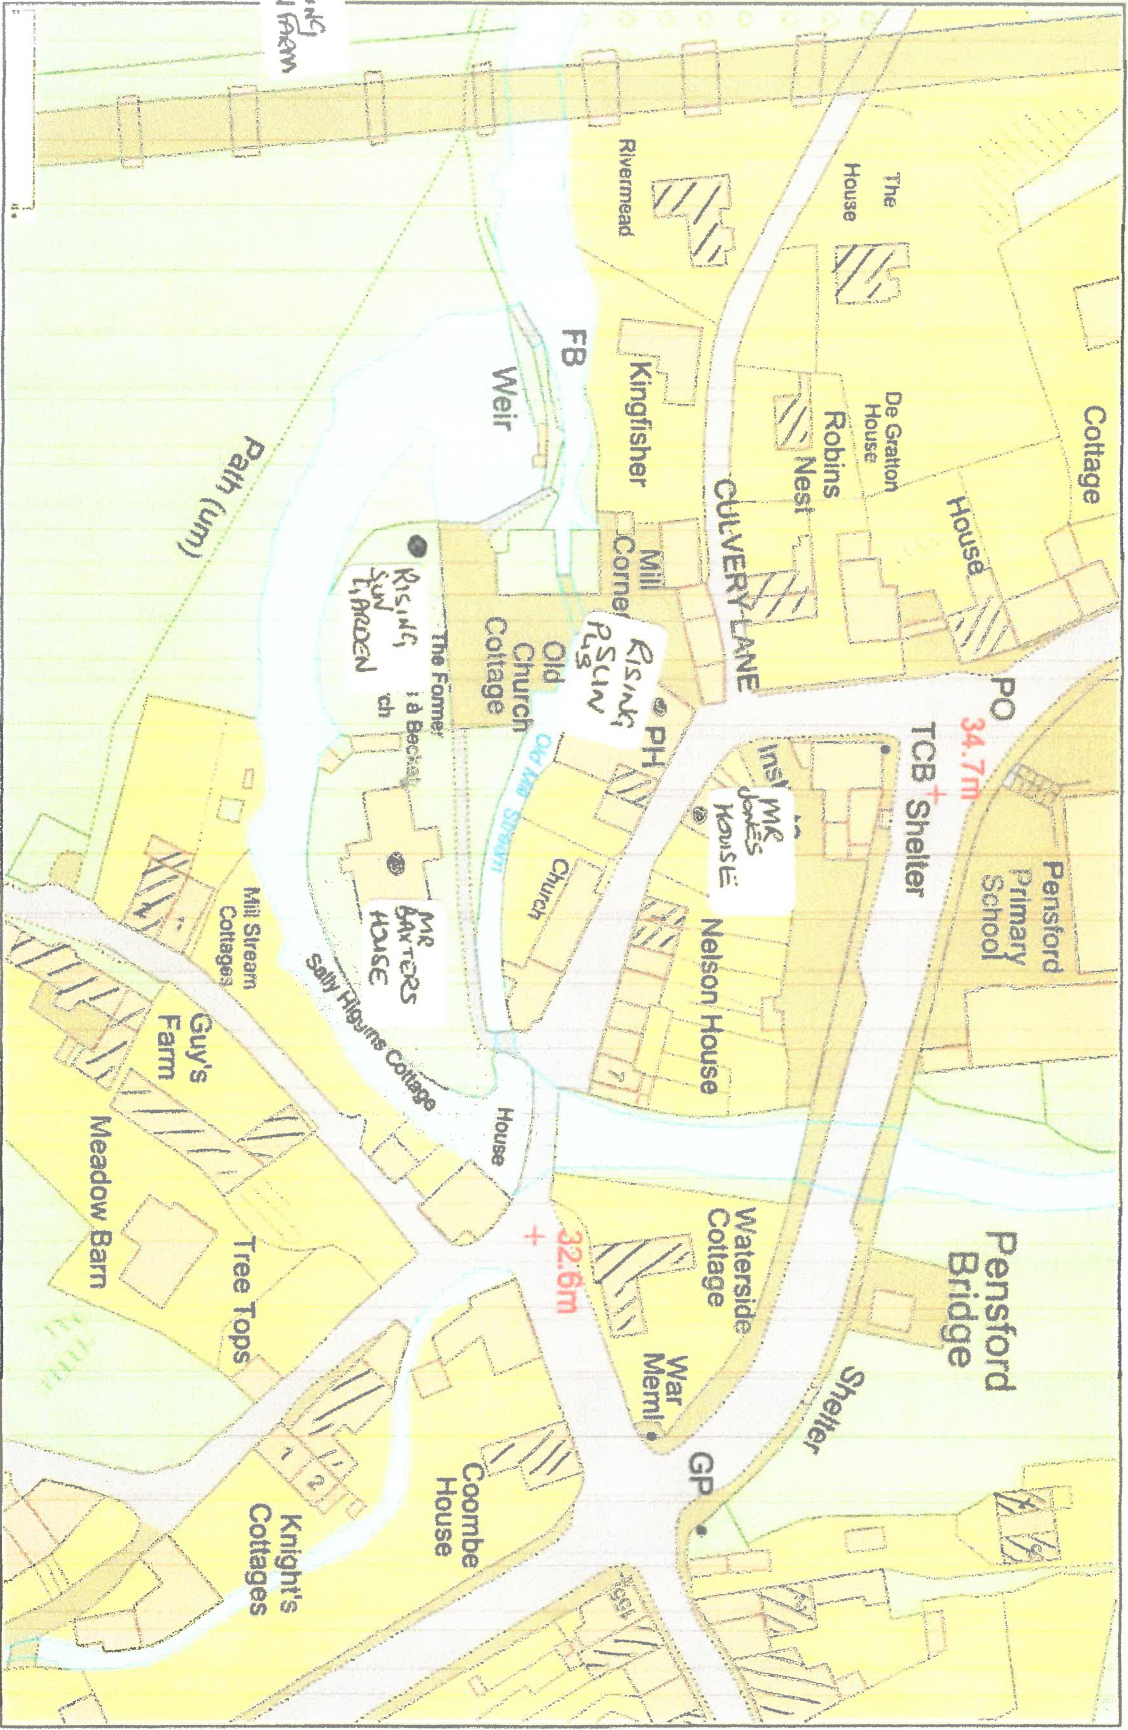 FARM
Rivermead
The
House
Cottage
FB
Kingfisher
Weir
De Gratton
House
Robins
Nest
House
CULVERY LANE
Path (um)
Mill
Corner
RISING
SUN
GARDEN
The Former
ch
Old
Church
Cottage
RISING
PH
PO
34.7m
TCB
Shelter
MR
JONES
HOUSE
Old Mill Stream
Church
Pensford
Primary
School
MR
BAXTERS
HOUSE
Nelson House
Mill Stream
Cottages
Sally Higgins Cottage
Guy's
Farm
House
Meadow Barn
Tree Tops
32.6m
Waterside
Cottage
Pensford
Bridge
War
Meml
Shelter
GP
Coombe
House
1
2
Knight's
Cottages